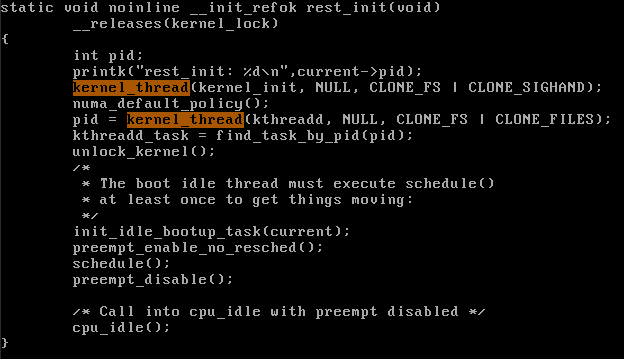 static void noinline __init_refok rest_init(void)
        __releases(kernel_lock)
{
        int pid;
        printk("rest_init: %d\n",current->pid);
        kernel_thread(kernel_init, NULL, CLONE_FS | CLONE_SIGHAND);
        numa_default_policy();
        pid = kernel_thread(kthreadd, NULL, CLONE_FS | CLONE_FILES);
        kthreadd_task = find_task_by_pid(pid);
        unlock_kernel();
        /*
         * The boot idle thread must execute schedule()
         * at least once to get things moving:
         */
        init_idle_bootup_task(current);
        preempt_enable_no_resched();
        schedule();
        preempt_disable();

        /* Call into cpu_idle with preempt disabled */
        cpu_idle();
}